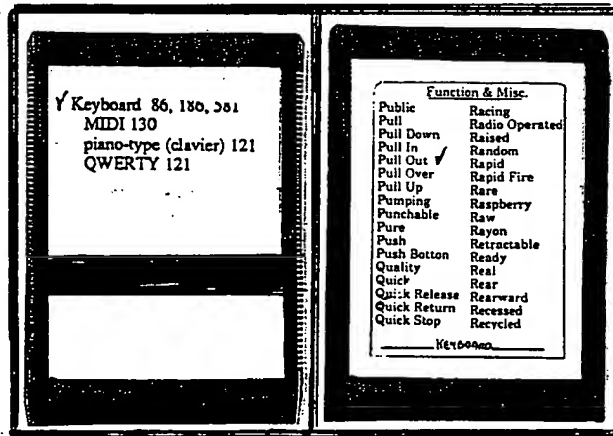 Keyboard 86,
MIDI 130
piano-type (clavier) 121
QWERTY 121
Function & Misc.
Public
Pull
Pull Down
Pull In
Pull Out ✓
Pull Over
Pull Up
Pumping
Punchable
Pure
Push
Push Botton
Quality
Quick
Quick Release
Quick Return
Quick Stop
Racing
Radio Operated
Raised
Random
Rapid
Rapid Fire
Rare
Raspberry
Raw
Rayon
Retractable
Ready
Real
Rear
Rearward
Recessed
Recycled
KEYBOARD